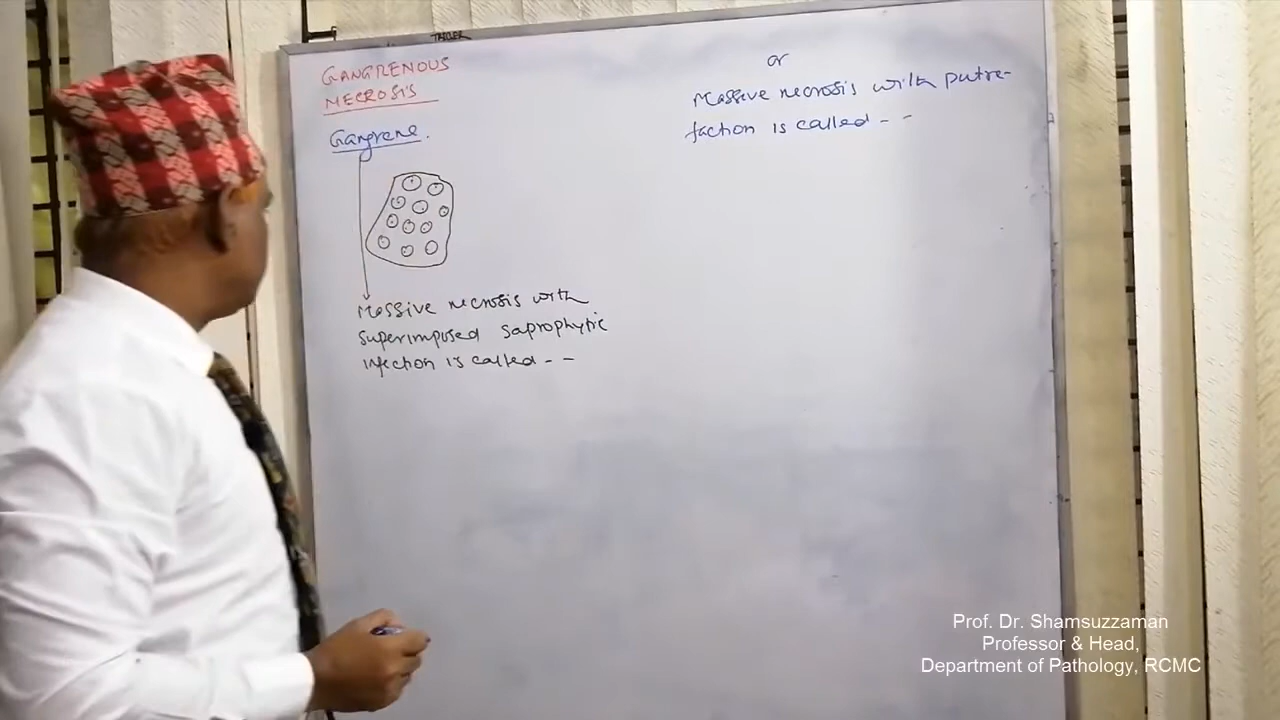 GANGRENOUS
NECROSIS
Gangrene.
Massive necrosis with
superimposed saprophytic
infection is called - -
or
Massive necrosis with putre-
faction is called - -
Prof. Dr. Shamsuzzaman
Professor & Head,
Department of Pathology, RCMC